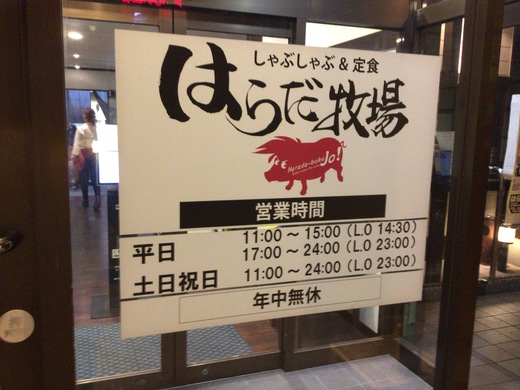 しゃぶしゃぶ & 定食
はらだ牧場
Harada-boku Jo!
営業時間
平日 11:00～15:00(L.O 14:30)
17:00～24:00(L.O 23:00)
土日祝日 11:00～24:00(L.O 23:00)
年中無休